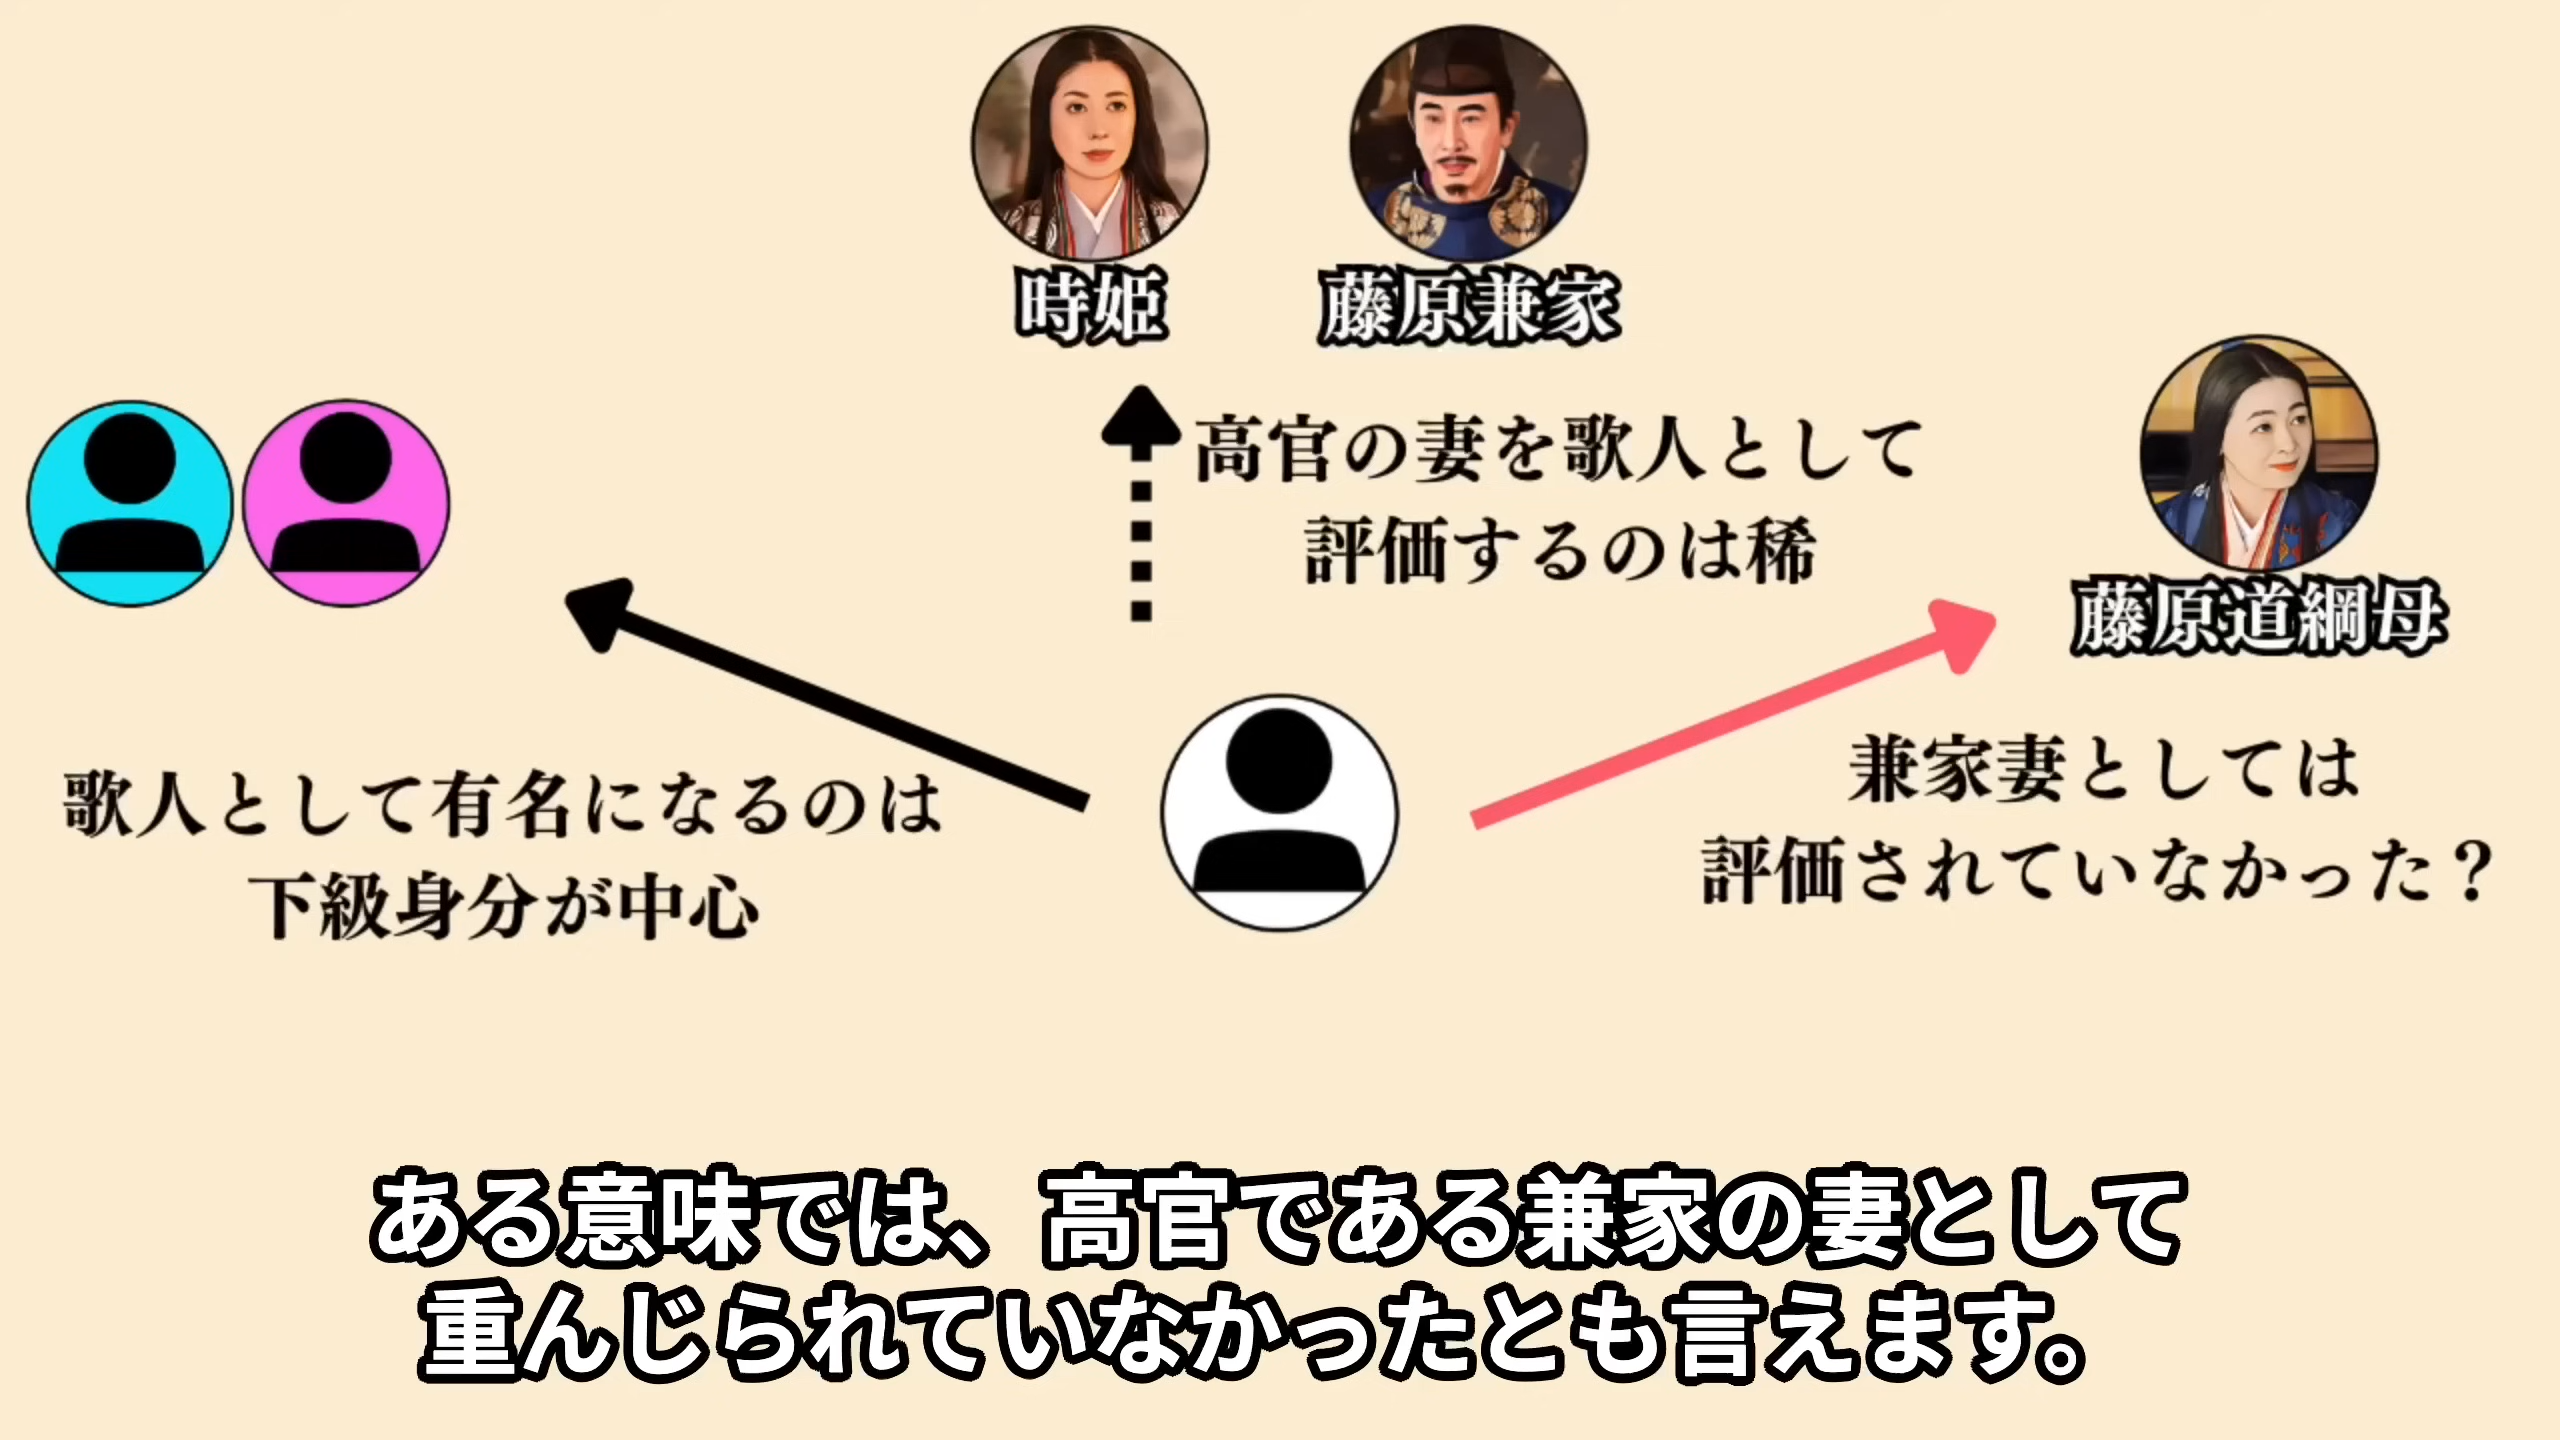 時姫
藤原兼家
高官の妻を歌人として
評価するのは稀
藤原道綱母
歌人として有名になるのは
下級身分が中心
兼家妻としては
評価されていなかった？
ある意味では、高官である兼家の妻として
重んじられていなかったとも言えます。